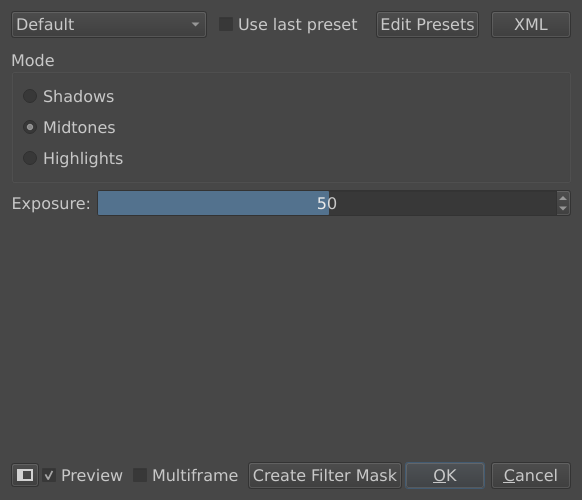 Default Use last preset Edit Presets XML
Mode
Shadows
Midtones
Highlights
Exposure: 50
Preview Multiframe Create Filter Mask OK Cancel